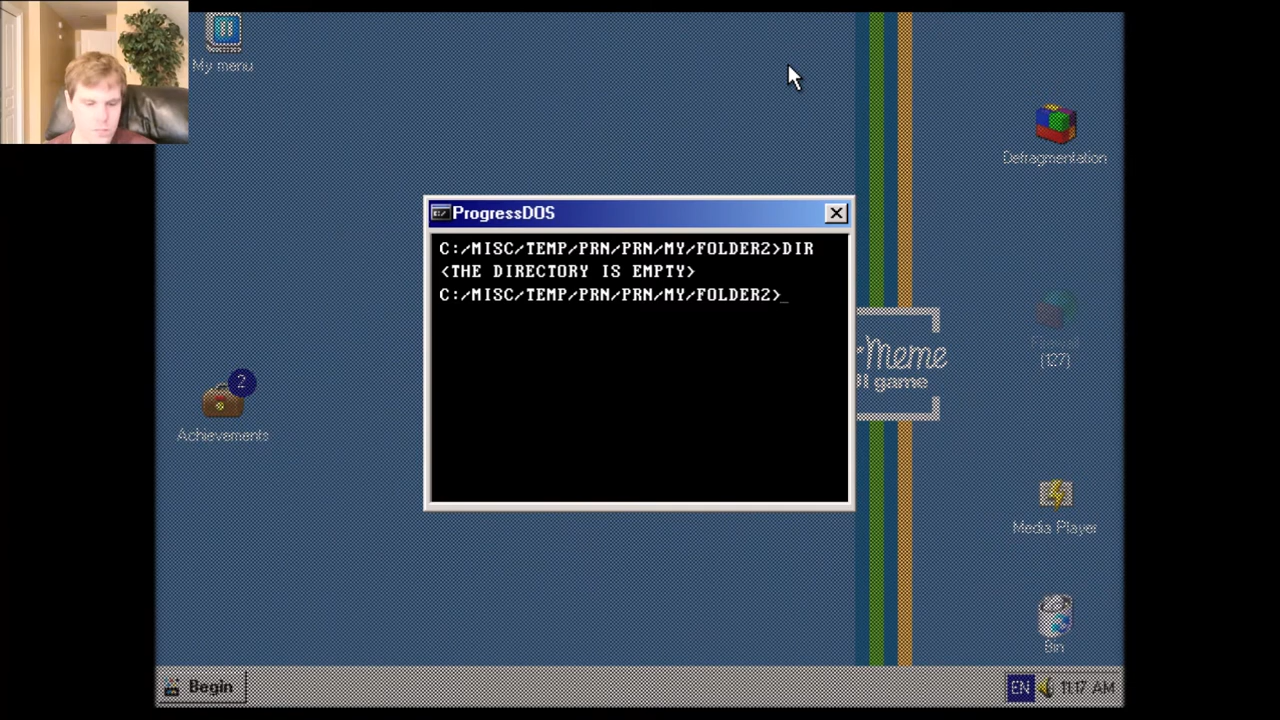 My menu
Defragmentation
ProgressDOS
C:/MISC/TEMP/PRN/PRN/MY/FOLDER2>DIR
<THE DIRECTORY IS EMPTY>
C:/MISC/TEMP/PRN/PRN/MY/FOLDER2>_
Firewall
(127)
Meme
game
2
Achievements
Media Player
Bin
Begin
EN
11:17 AM